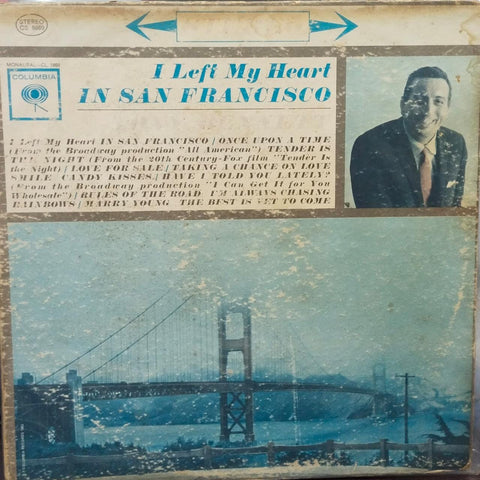 STEREO
CS 8669
MONAURAL—CL 1869
COLUMBIA
I Left My Heart
IN SAN FRANCISCO
I Left My Heart IN SAN FRANCISCO / ONCE UPON A TIME
(From the Broadway production "All American") TENDER IS
THE NIGHT (From the 20th Century-Fox film "Tender Is
the Night) / LOVE FOR SALE / TAKING A CHANCE ON LOVE
SMILE CANDY KISSES / HAVE I TOLD YOU LATELY?
(From the Broadway production "I Can Get It for You
Wholesale") / RULES OF THE ROAD I'M ALWAYS CHASING
RAINBOWS / MARRY YOUNG THE BEST IS YET TO COME